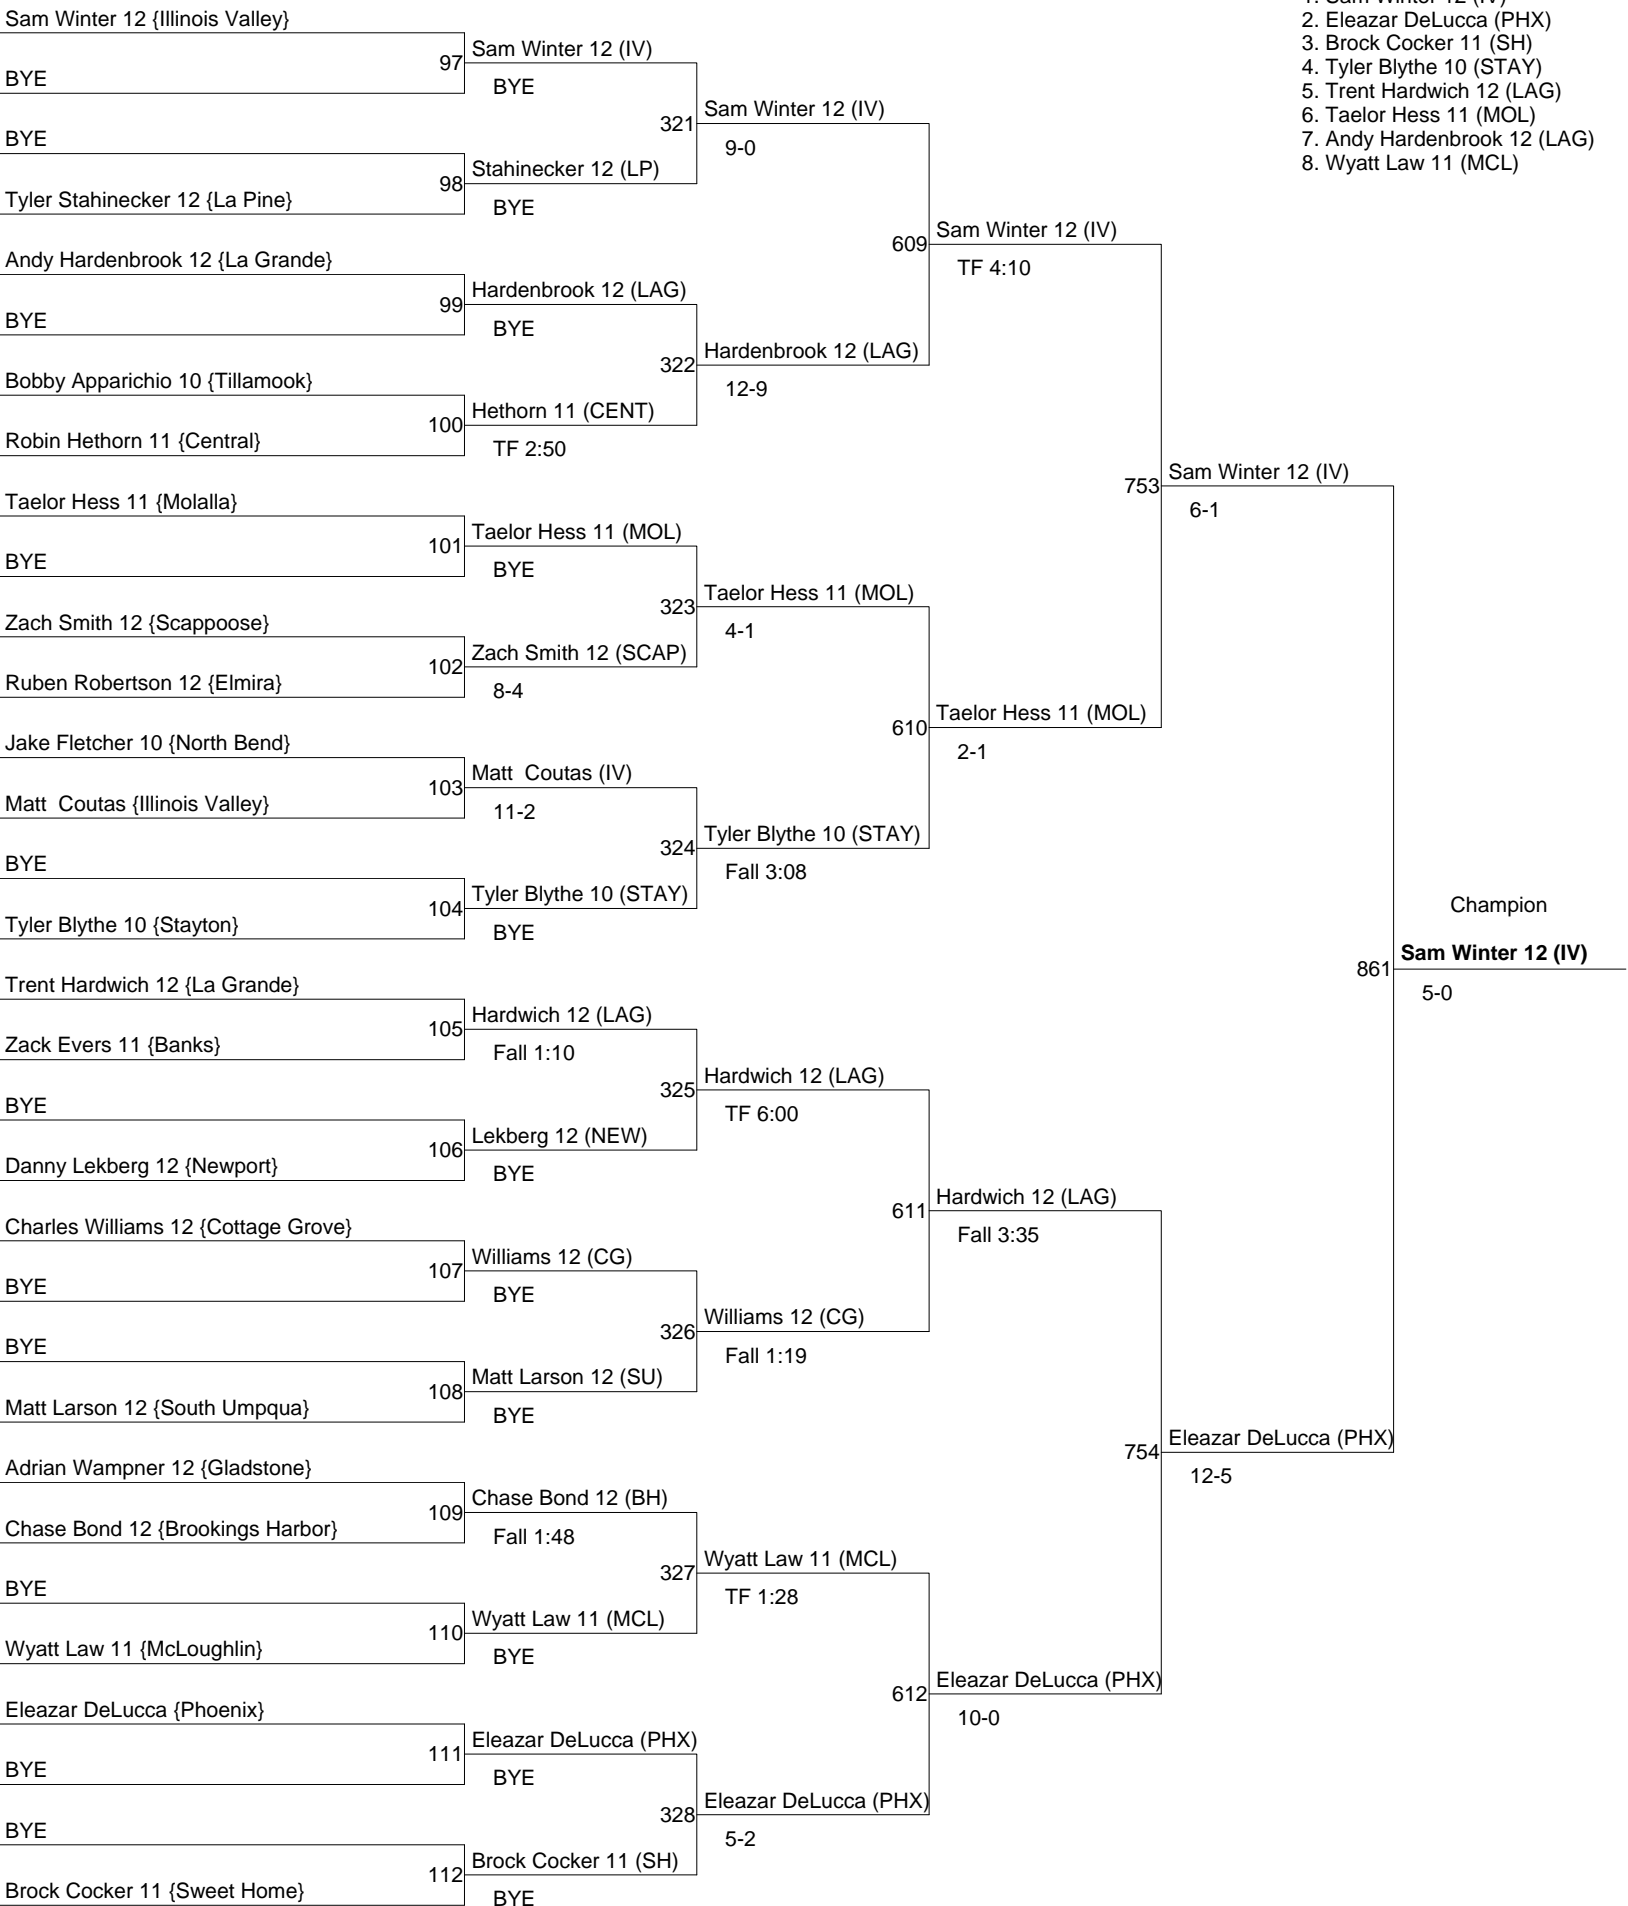 1. Sam Winter 12 (IV)
2. Eleazar DeLucca (PHX)
3. Brock Cocker 11 (SH)
4. Tyler Blythe 10 (STAY)
5. Trent Hardwich 12 (LAG)
6. Taelor Hess 11 (MOL)
7. Andy Hardenbrook 12 (LAG)
8. Wyatt Law 11 (MCL)
Sam Winter 12 {Illinois Valley}
BYE
BYE
Tyler Stahinecker 12 {La Pine}
Andy Hardenbrook 12 {La Grande}
BYE
Bobby Apparichio 10 {Tillamook}
Robin Hethorn 11 {Central}
Taelor Hess 11 {Molalla}
BYE
Zach Smith 12 {Scappoose}
Ruben Robertson 12 {Elmira}
Jake Fletcher 10 {North Bend}
Matt  Coutas {Illinois Valley}
BYE
Tyler Blythe 10 {Stayton}
Trent Hardwich 12 {La Grande}
Zack Evers 11 {Banks}
BYE
Danny Lekberg 12 {Newport}
Charles Williams 12 {Cottage Grove}
BYE
BYE
Matt Larson 12 {South Umpqua}
Adrian Wampner 12 {Gladstone}
Chase Bond 12 {Brookings Harbor}
BYE
Wyatt Law 11 {McLoughlin}
Eleazar DeLucca {Phoenix}
BYE
BYE
Brock Cocker 11 {Sweet Home}
97 Sam Winter 12 (IV)
BYE
98 Stahinecker 12 (LP)
BYE
99 Hardenbrook 12 (LAG)
BYE
100 Hethorn 11 (CENT)
TF 2:50
101 Taelor Hess 11 (MOL)
BYE
102 Zach Smith 12 (SCAP)
8-4
103 Matt  Coutas (IV)
11-2
104 Tyler Blythe 10 (STAY)
BYE
105 Hardwich 12 (LAG)
Fall 1:10
106 Lekberg 12 (NEW)
BYE
107 Williams 12 (CG)
BYE
108 Matt Larson 12 (SU)
BYE
109 Chase Bond 12 (BH)
Fall 1:48
110 Wyatt Law 11 (MCL)
BYE
111 Eleazar DeLucca (PHX)
BYE
112 Brock Cocker 11 (SH)
BYE
321 Sam Winter 12 (IV)
9-0
322 Hardenbrook 12 (LAG)
12-9
323 Taelor Hess 11 (MOL)
4-1
324 Tyler Blythe 10 (STAY)
Fall 3:08
325 Hardwich 12 (LAG)
TF 6:00
326 Williams 12 (CG)
Fall 1:19
327 Wyatt Law 11 (MCL)
TF 1:28
328 Eleazar DeLucca (PHX)
5-2
609 Sam Winter 12 (IV)
TF 4:10
610 Taelor Hess 11 (MOL)
2-1
611 Hardwich 12 (LAG)
Fall 3:35
612 Eleazar DeLucca (PHX)
10-0
753 Sam Winter 12 (IV)
6-1
754 Eleazar DeLucca (PHX)
12-5
Champion
861 Sam Winter 12 (IV)
5-0